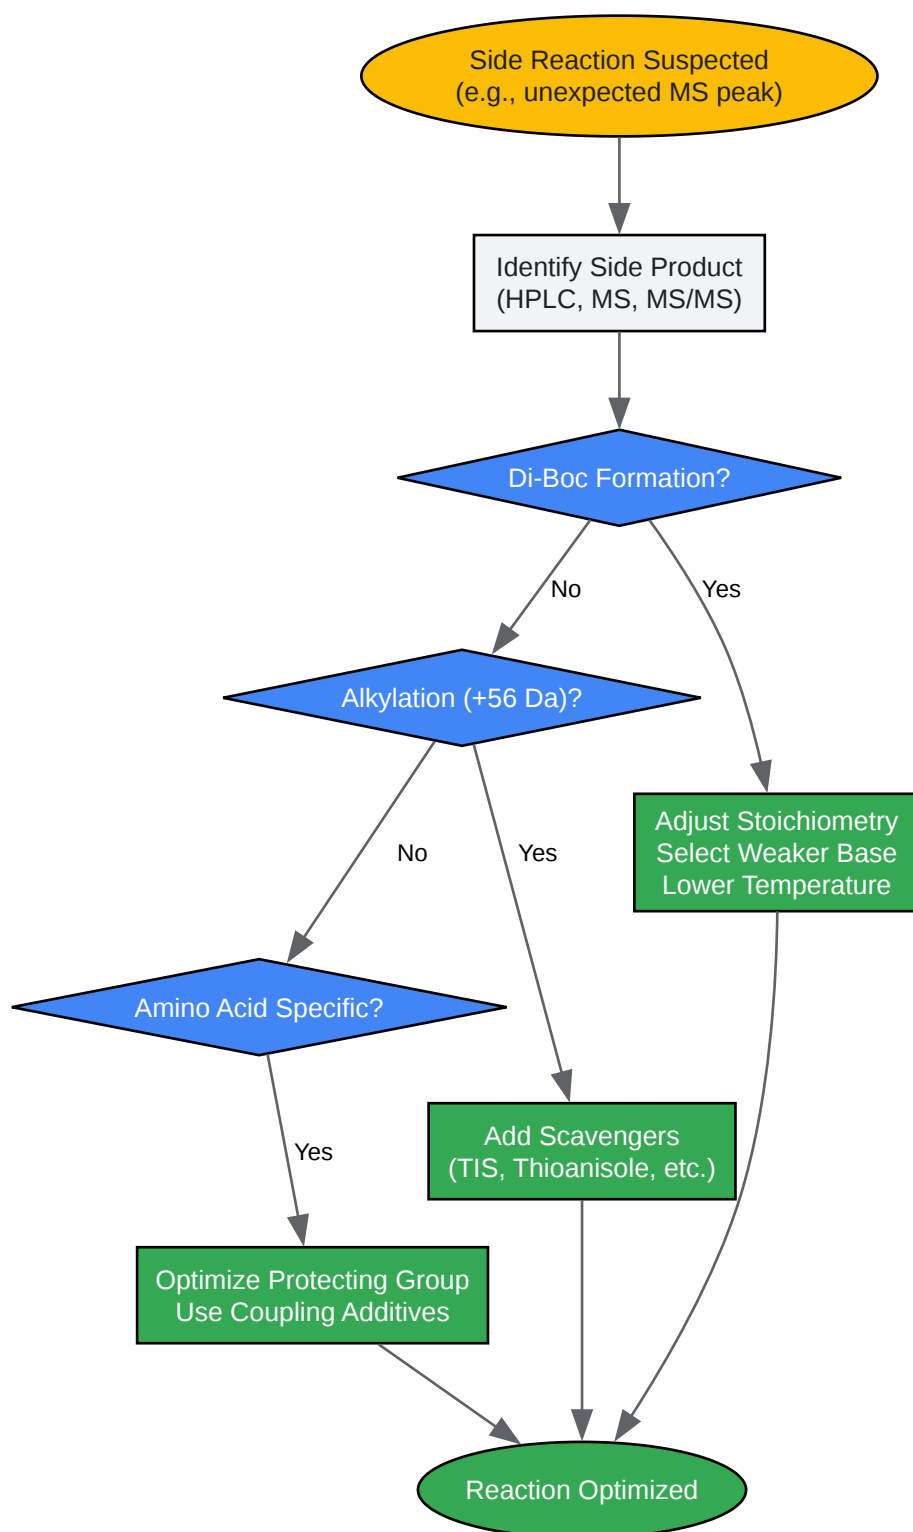 Side Reaction Suspected
(e.g., unexpected MS peak)
Identify Side Product
(HPLC, MS, MS/MS)
Di-Boc Formation?
No
Yes
Alkylation (+56 Da)?
Adjust Stoichiometry
Select Weaker Base
Lower Temperature
No
Yes
Amino Acid Specific?
Add Scavengers
(TIS, Thioanisole, etc.)
Yes
Optimize Protecting Group
Use Coupling Additives
Reaction Optimized